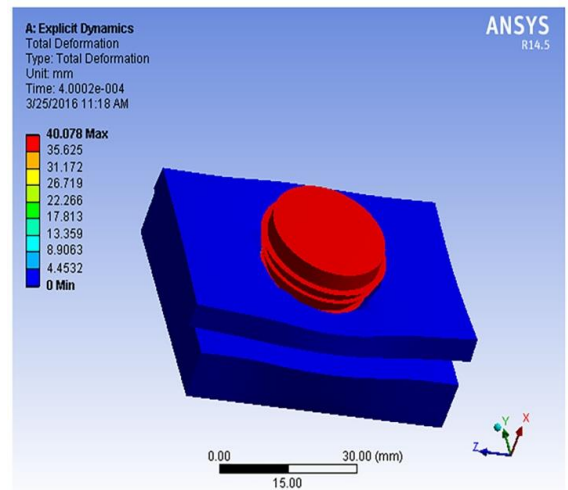 A: Explicit Dynamics
Total Deformation
Type: Total Deformation
Unit: mm
Time: 4.0002e-004
3/25/2016 11:18 AM
ANSYS
R14.5
40.078 Max
35.625
31.172
26.719
22.266
17.813
13.359
8.9063
4.4532
0 Min
0.00 30.00 (mm)
15.00
Z Y X